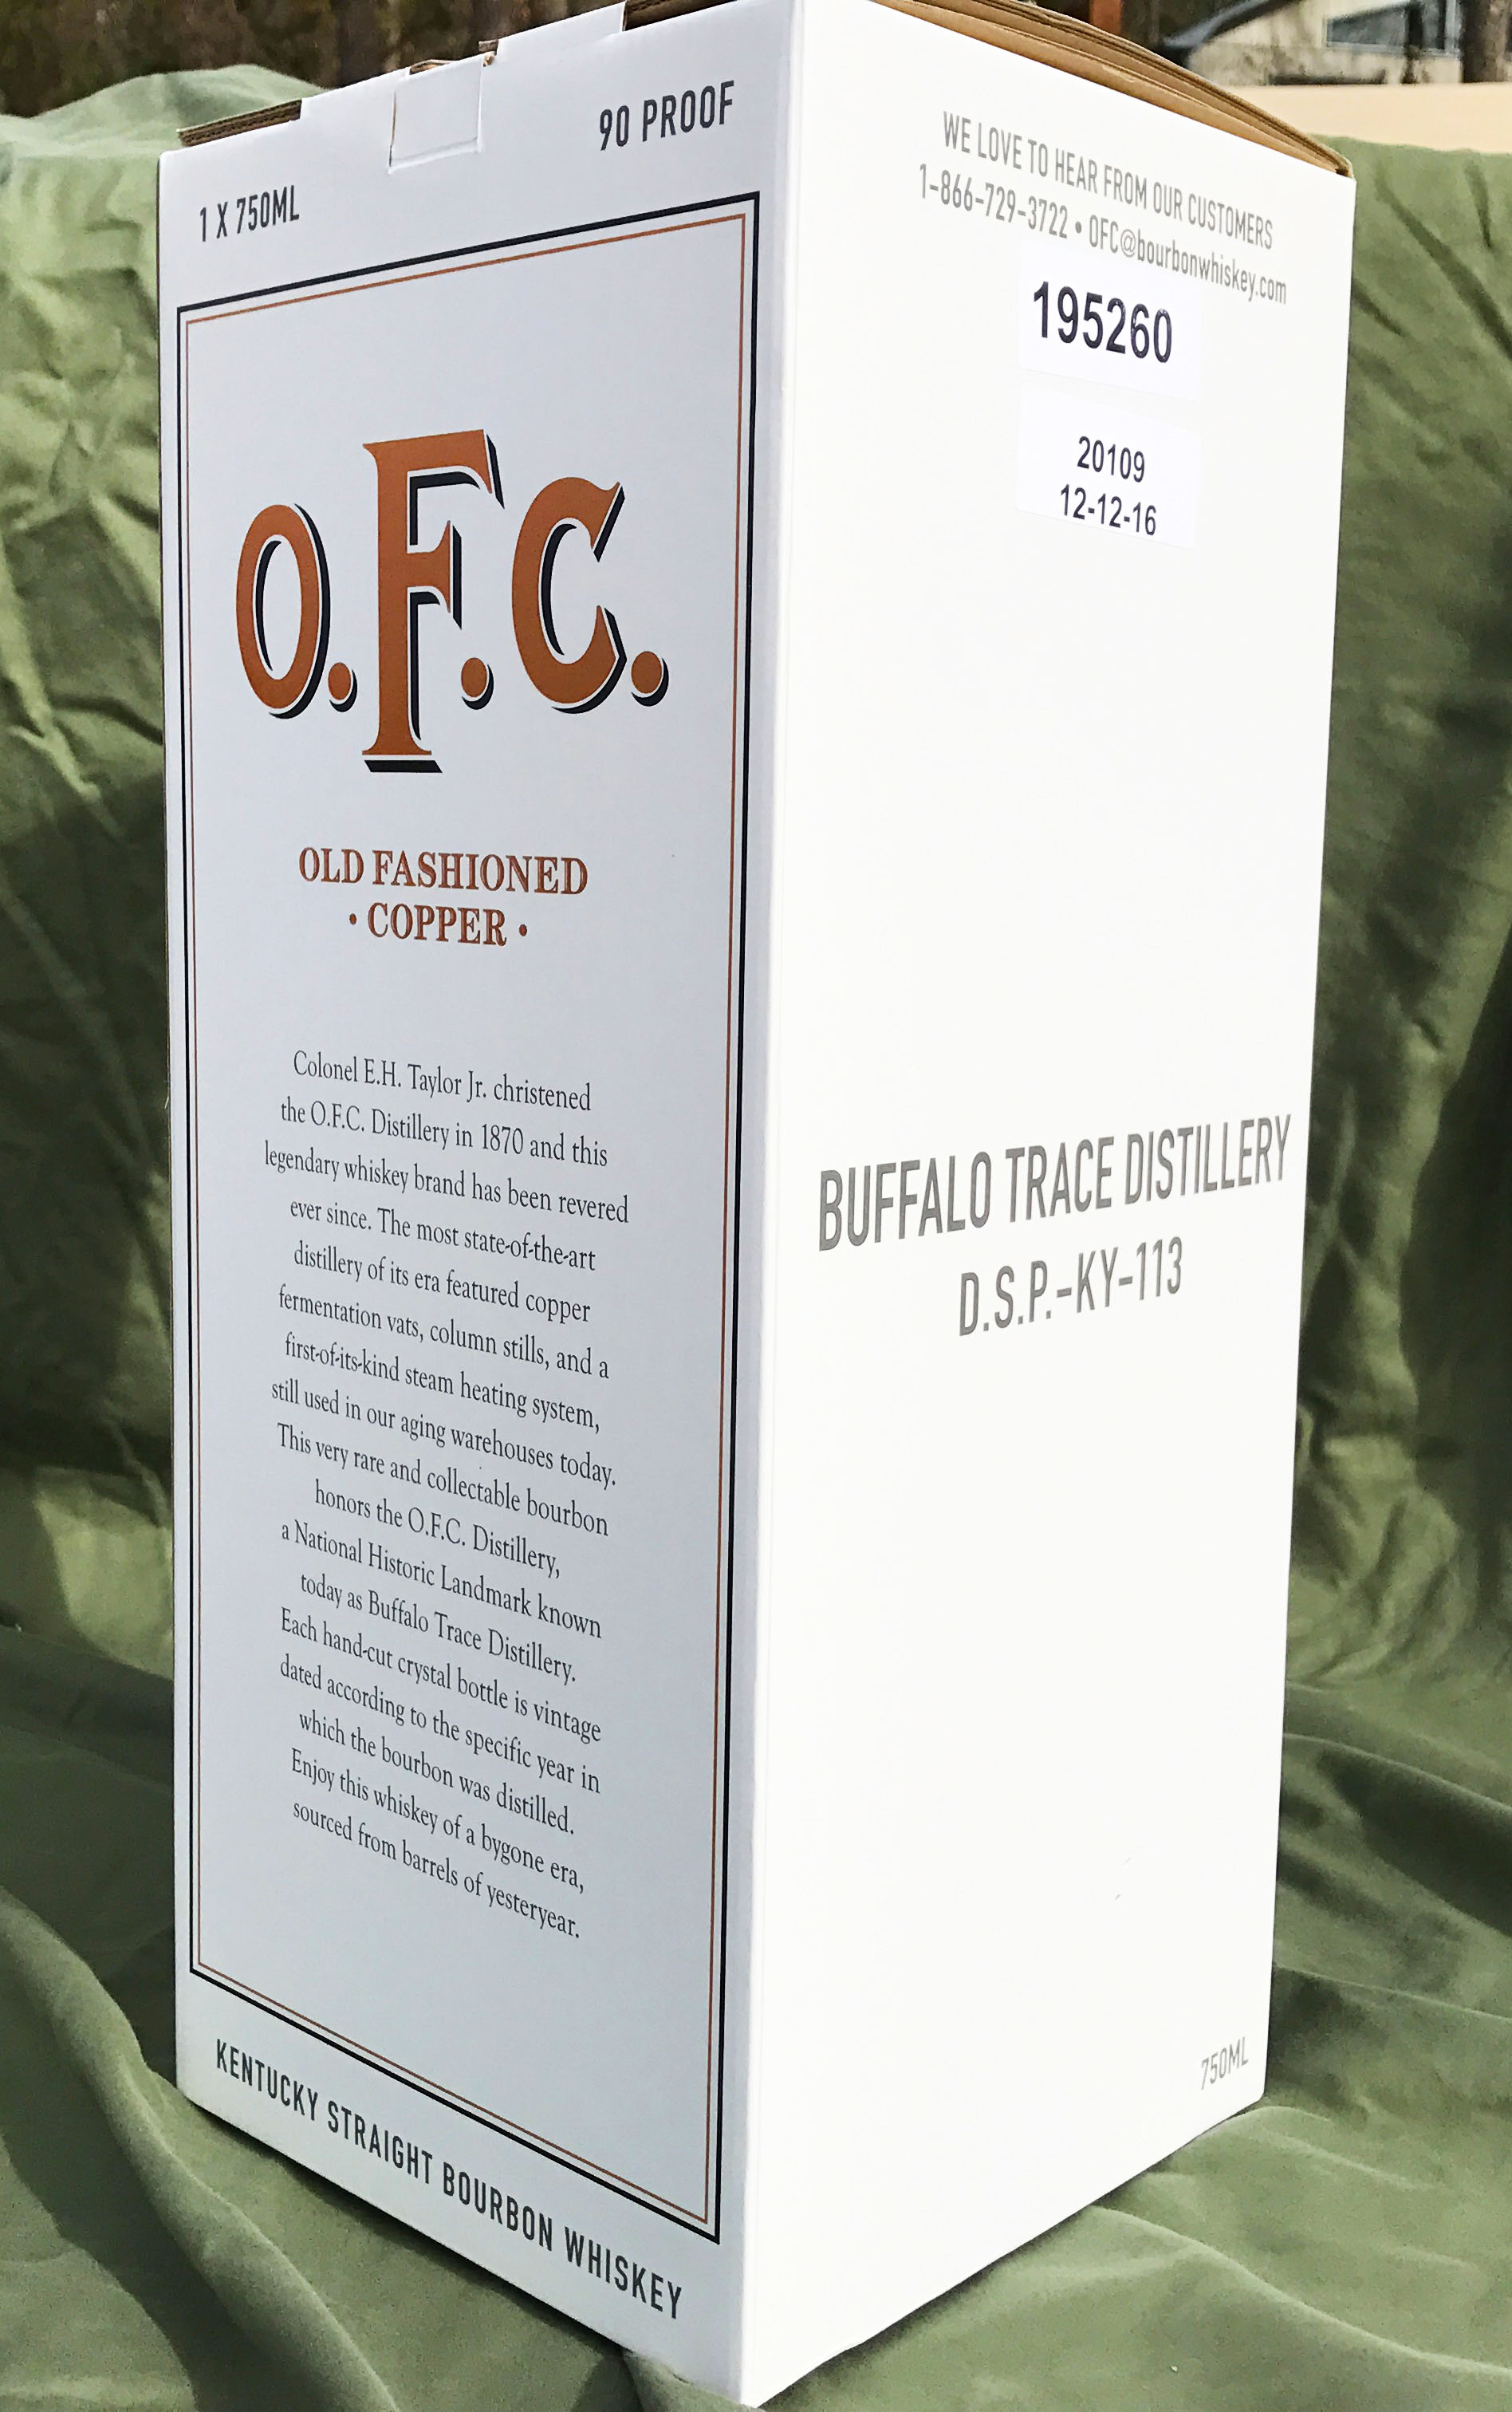 1 X 750ML
90 PROOF
O.F.C.
OLD FASHIONED
• COPPER •
Colonel E.H. Taylor Jr. christened
the O.F.C. Distillery in 1870 and this
legendary whiskey brand has been revered
ever since. The most state-of-the-art
distillery of its era featured copper
fermentation vats, column stills, and a
first-of-its-kind steam heating system,
still used in our aging warehouses today.
This very rare and collectable bourbon
honors the O.F.C. Distillery,
a National Historic Landmark known
today as Buffalo Trace Distillery.
Each hand-cut crystal bottle is vintage
dated according to the specific year in
which the bourbon was distilled.
Enjoy this whiskey of a bygone era,
sourced from barrels of yesteryear.
KENTUCKY STRAIGHT BOURBON WHISKEY
WE LOVE TO HEAR FROM OUR CUSTOMERS
1-866-729-3722 • OFC@bourbonwhiskey.com
195260
20109
12-12-16
BUFFALO TRACE DISTILLERY
D.S.P.-KY-113
750ML